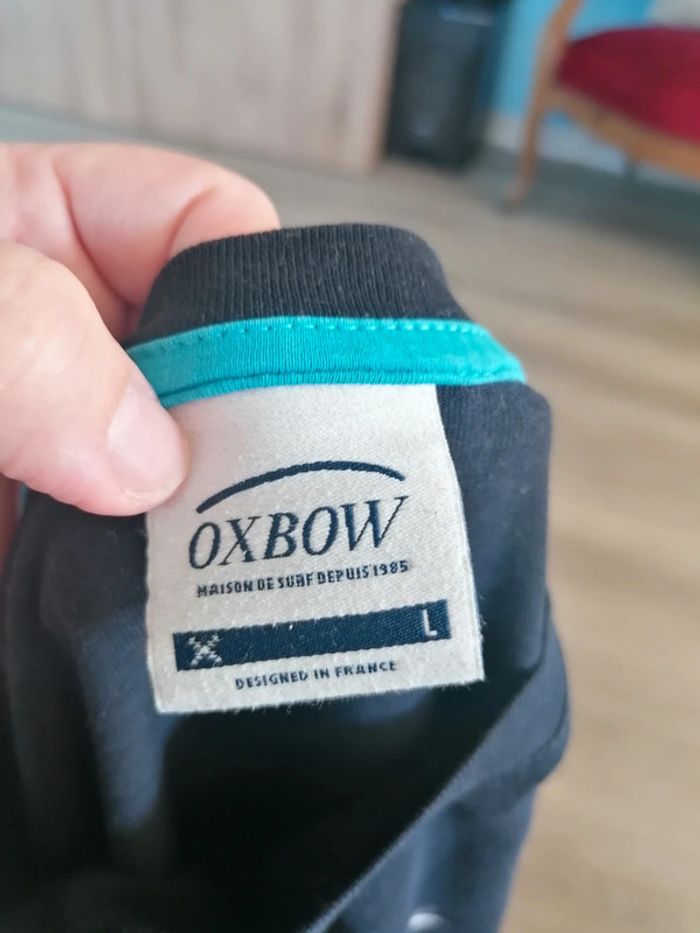 OXBOW
MAISON DE SURF DEPUIS 1985
L
DESIGNED IN FRANCE